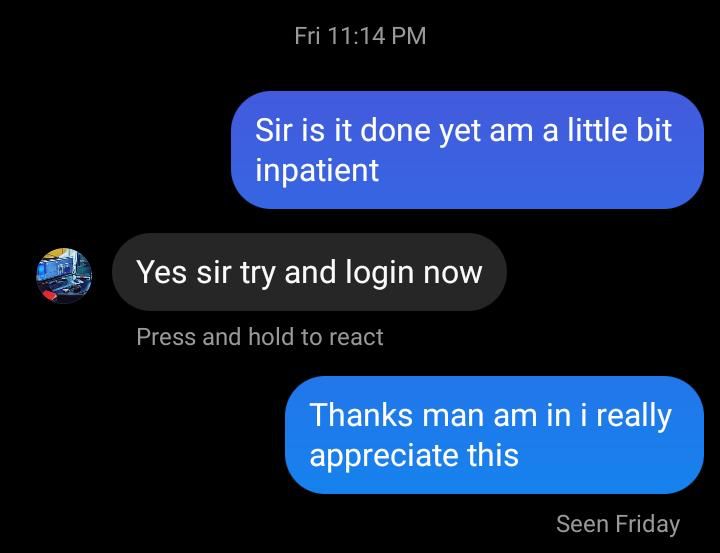 Fri 11:14 PM
Sir is it done yet am a little bit
inpatient
Yes sir try and login now
Press and hold to react
Thanks man am in i really
appreciate this
Seen Friday